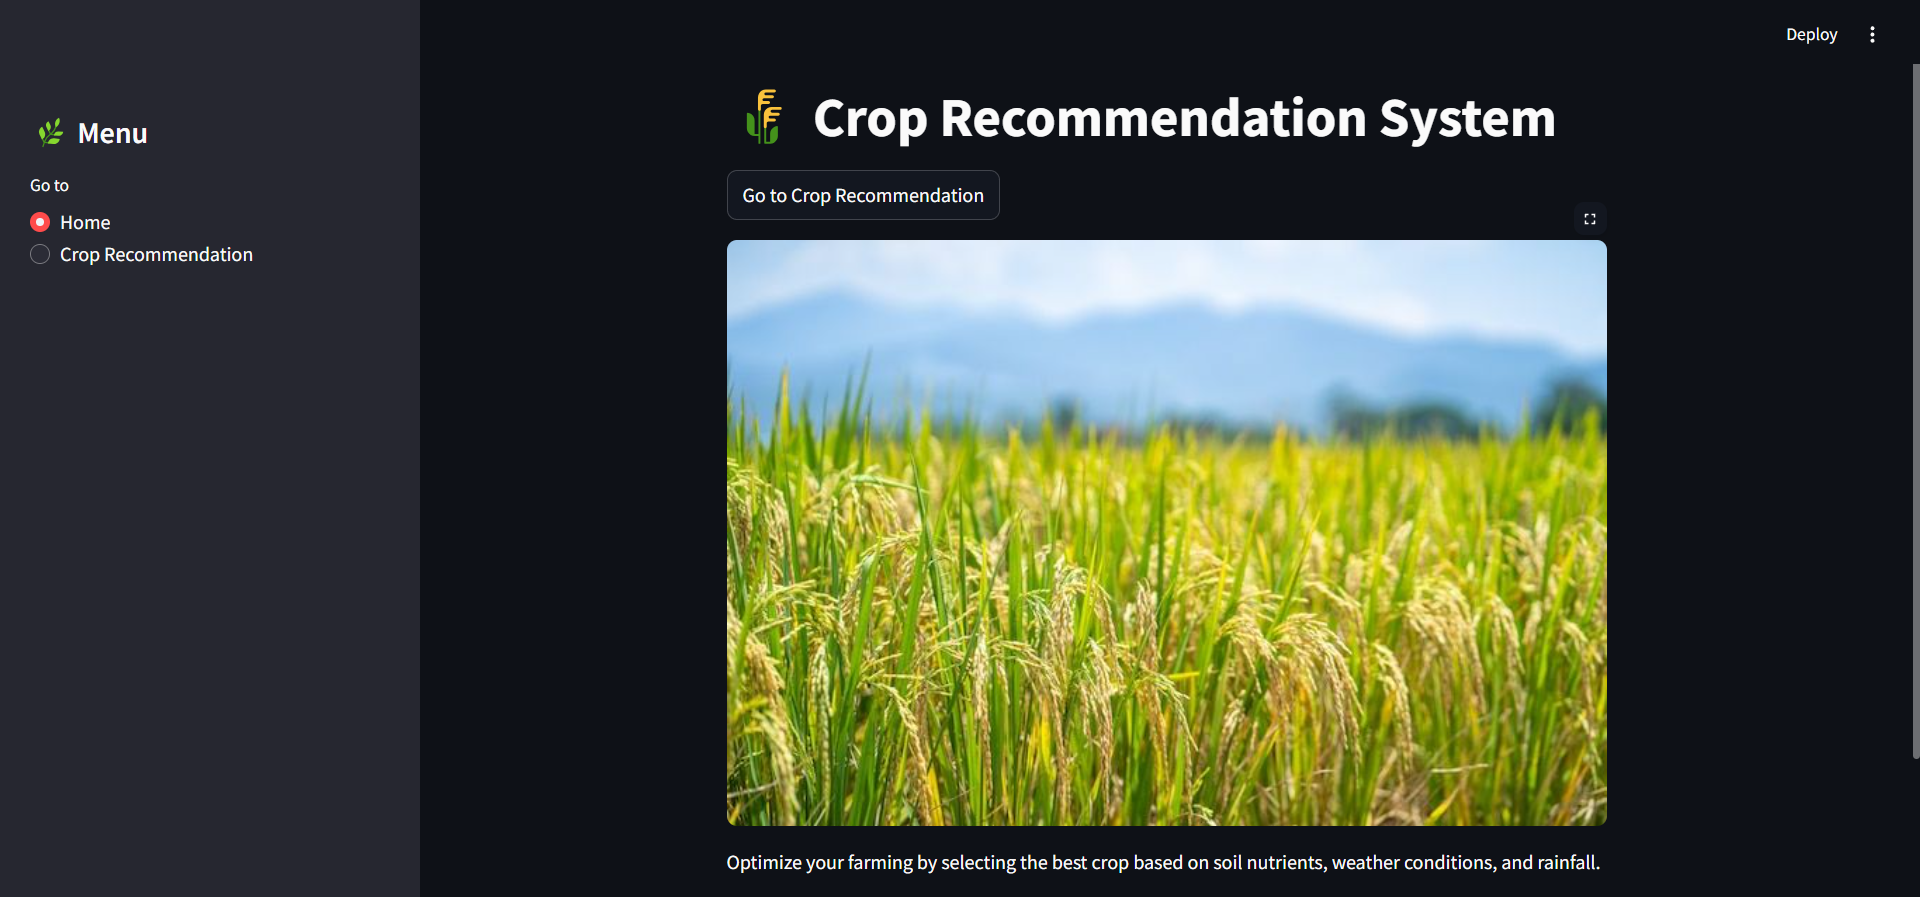 Deploy
Menu
Go to
Home
Crop Recommendation
Crop Recommendation System
Go to Crop Recommendation
Optimize your farming by selecting the best crop based on soil nutrients, weather conditions, and rainfall.